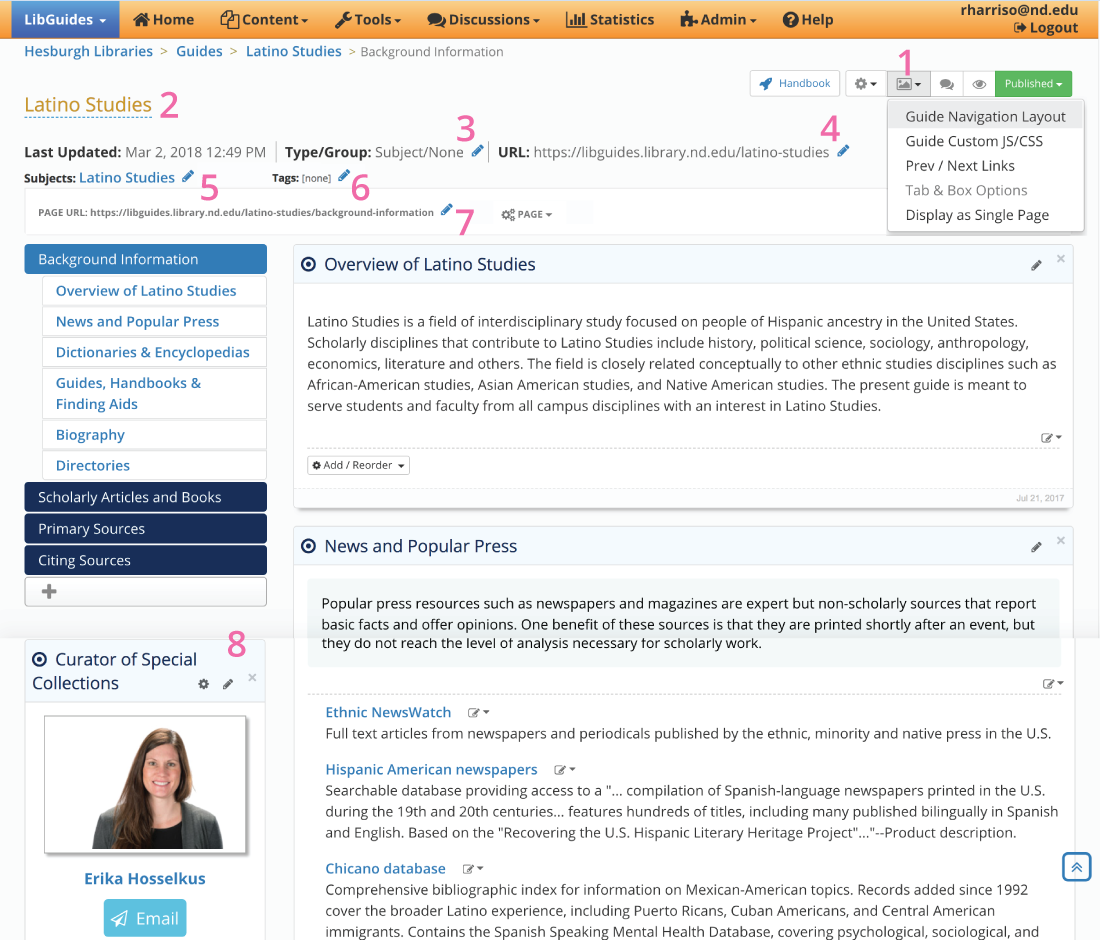 LibGuides Home Content Tools Discussions Statistics Admin Help
rharriso@nd.edu
Logout
Hesburgh Libraries > Guides > Latino Studies > Background Information
1
Handbook Published
Latino Studies 2
Guide Navigation Layout
Guide Custom JS/CSS
Prev / Next Links
Tab & Box Options
Display as Single Page
3 4
Last Updated: Mar 2, 2018 12:49 PM Type/Group: Subject/None URL: https://libguides.library.nd.edu/latino-studies
Subjects: Latino Studies 5 Tags: [none] 6
PAGE URL: https://libguides.library.nd.edu/latino-studies/background-information 7 PAGE
Background Information
Overview of Latino Studies
News and Popular Press
Dictionaries & Encyclopedias
Guides, Handbooks &
Finding Aids
Biography
Directories
Scholarly Articles and Books
Primary Sources
Citing Sources
8
Curator of Special
Collections
Erika Hosselkus
Email
Overview of Latino Studies
Latino Studies is a field of interdisciplinary study focused on people of Hispanic ancestry in the United States.
Scholarly disciplines that contribute to Latino Studies include history, political science, sociology, anthropology,
economics, literature and others. The field is closely related conceptually to other ethnic studies disciplines such as
African-American studies, Asian American studies, and Native American studies. The present guide is meant to
serve students and faculty from all campus disciplines with an interest in Latino Studies.
Add / Reorder
Jul 21, 2017
News and Popular Press
Popular press resources such as newspapers and magazines are expert but non-scholarly sources that report
basic facts and offer opinions. One benefit of these sources is that they are printed shortly after an event, but
they do not reach the level of analysis necessary for scholarly work.
Ethnic NewsWatch
Full text articles from newspapers and periodicals published by the ethnic, minority and native press in the U.S.
Hispanic American newspapers
Searchable database providing access to a "... compilation of Spanish-language newspapers printed in the U.S.
during the 19th and 20th centuries... features hundreds of titles, including many published bilingually in Spanish
and English. Based on the "Recovering the U.S. Hispanic Literary Heritage Project"..."--Product description.
Chicano database
Comprehensive bibliographic index for information on Mexican-American topics. Records added since 1992
cover the broader Latino experience, including Puerto Ricans, Cuban Americans, and Central American
immigrants. Contains the Spanish Speaking Mental Health Database, covering psychological, sociological, and